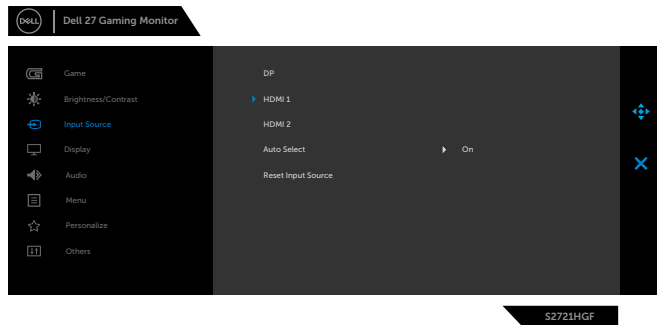 DELL
Dell 27 Gaming Monitor
Game
DP
Brightness/Contrast
HDMI 1
Input Source
HDMI 2
Display
Auto Select
On
Audio
Reset Input Source
Menu
Personalize
Others
S2721HGF